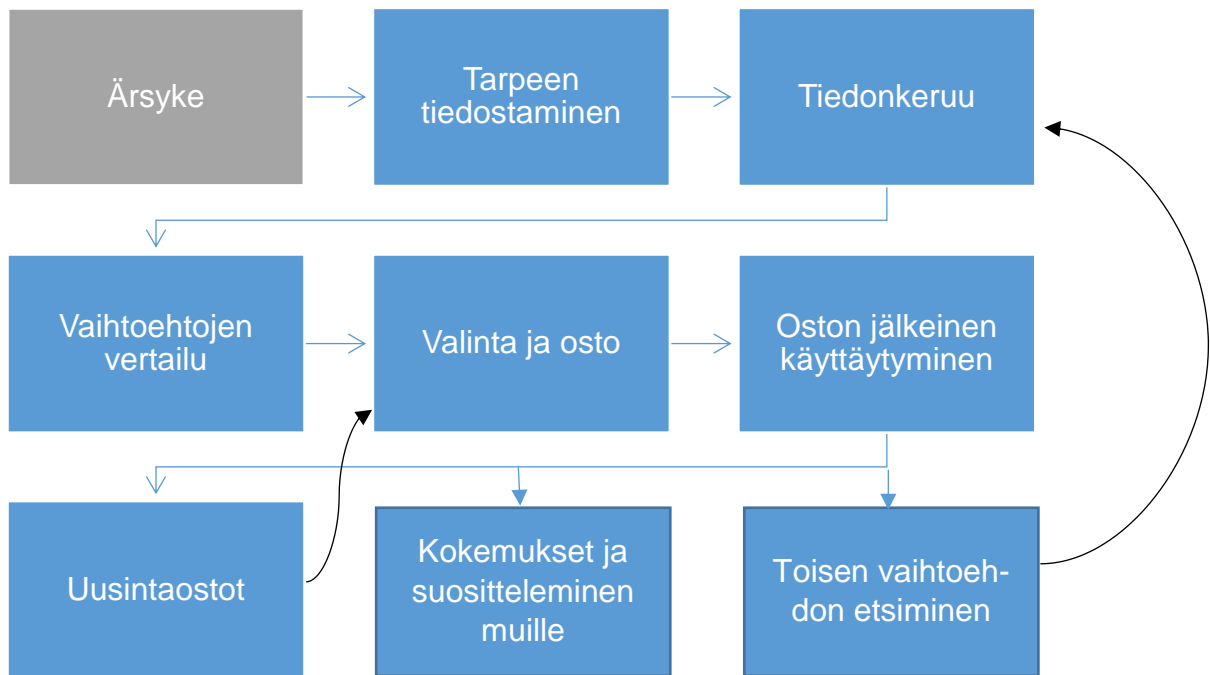 Ärsyke
Tarpeen
tiedostaminen
Tiedonkeruu
Vaihtoehtojen
vertailu
Valinta ja osto
Oston jälkeinen
käyttäytyminen
Uusintaostot
Kokemukset ja
suositteleminen
muille
Toisen vaihtoeh-
don etsiminen